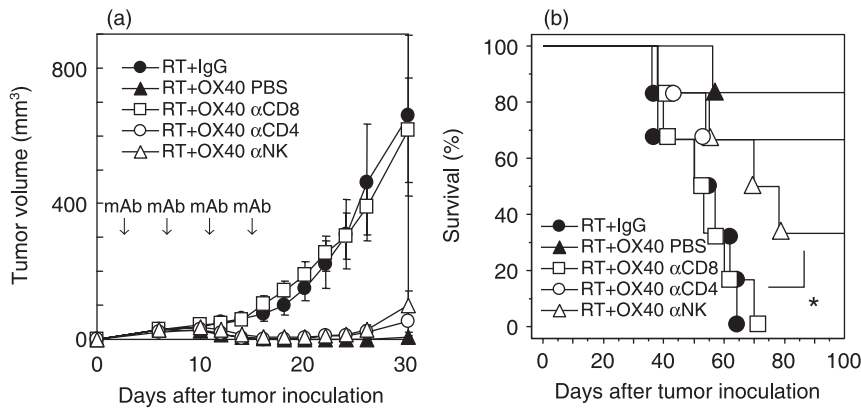 (a)
800
400
0
Tumor volume (mm³)
RT+IgG
RT+OX40 PBS
RT+OX40 αCD8
RT+OX40 αCD4
RT+OX40 αNK
mAb mAb mAb mAb
0 10 20 30
Days after tumor inoculation
(b)
100
80
60
40
20
0
Survival (%)
RT+IgG
RT+OX40 PBS
RT+OX40 αCD8
RT+OX40 αCD4
RT+OX40 αNK
*
0 20 40 60 80 100
Days after tumor inoculation